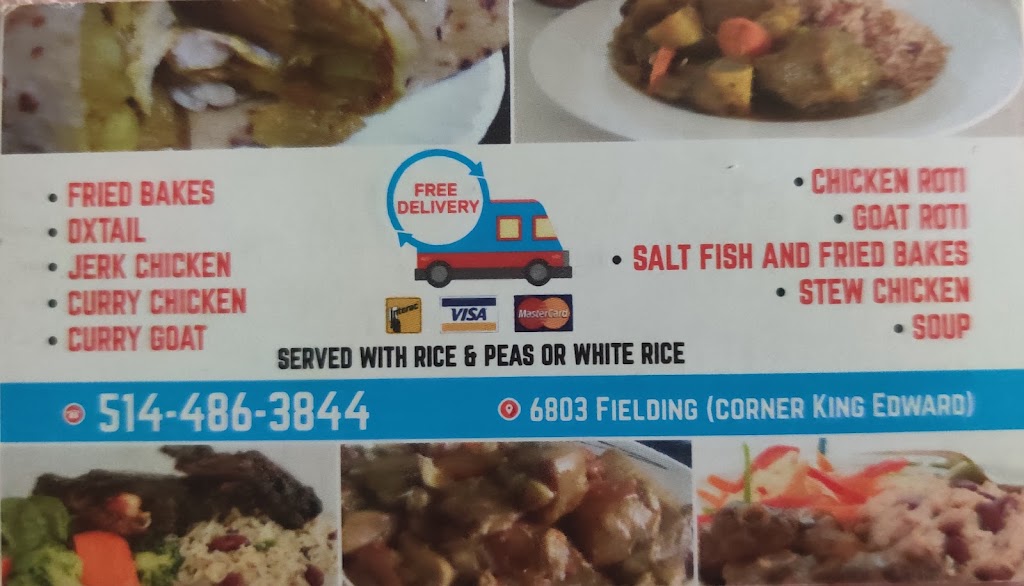 • FRIED BAKES
• OXTAIL
• JERK CHICKEN
• CURRY CHICKEN
• CURRY GOAT
FREE
DELIVERY
Interac
VISA
MasterCard
• CHICKEN ROTI
• GOAT ROTI
• SALT FISH AND FRIED BAKES
• STEW CHICKEN
• SOUP
SERVED WITH RICE & PEAS OR WHITE RICE
514-486-3844
6803 FIELDING (CORNER KING EDWARD)